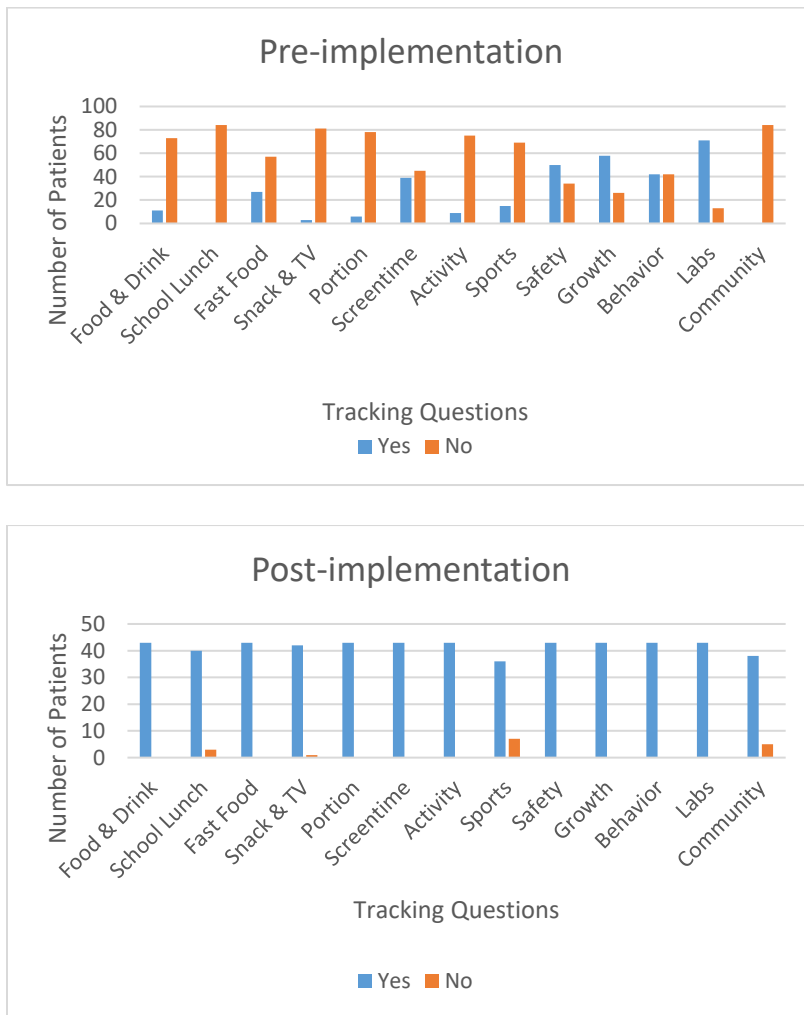 Pre-implementation
Number of Patients
100
80
60
40
20
0
Food & Drink
School Lunch
Fast Food
Snack & TV
Portion
Screentime
Activity
Sports
Safety
Growth
Behavior
Labs
Community
Tracking Questions
Yes No
Post-implementation
Number of Patients
50
40
30
20
10
0
Food & Drink
School Lunch
Fast Food
Snack & TV
Portion
Screentime
Activity
Sports
Safety
Growth
Behavior
Labs
Community
Tracking Questions
Yes No